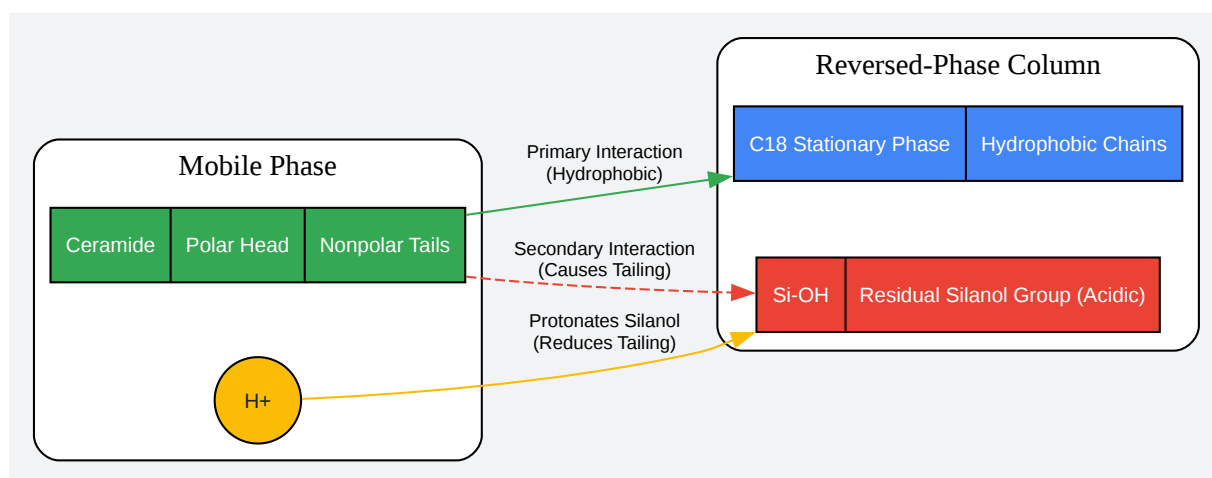 Reversed-Phase Column
C18 Stationary Phase
Hydrophobic Chains
Primary Interaction
(Hydrophobic)
Mobile Phase
Ceramide
Polar Head
Nonpolar Tails
Secondary Interaction
(Causes Tailing)
Si-OH
Residual Silanol Group (Acidic)
Protonates Silanol
(Reduces Tailing)
H+